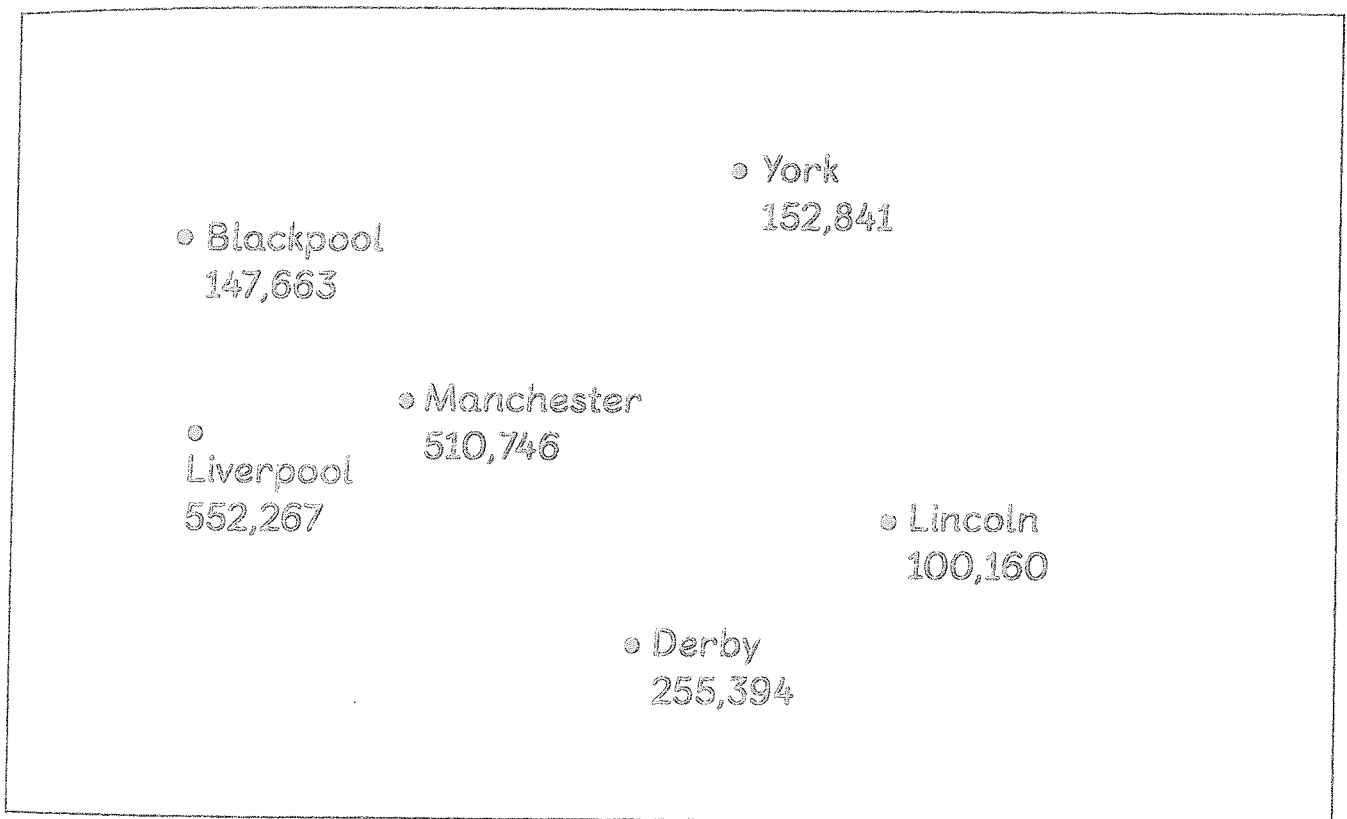 York
152,841
Blackpool
147,663
Manchester
510,746
Liverpool
552,267
Lincoln
100,160
Derby
255,394